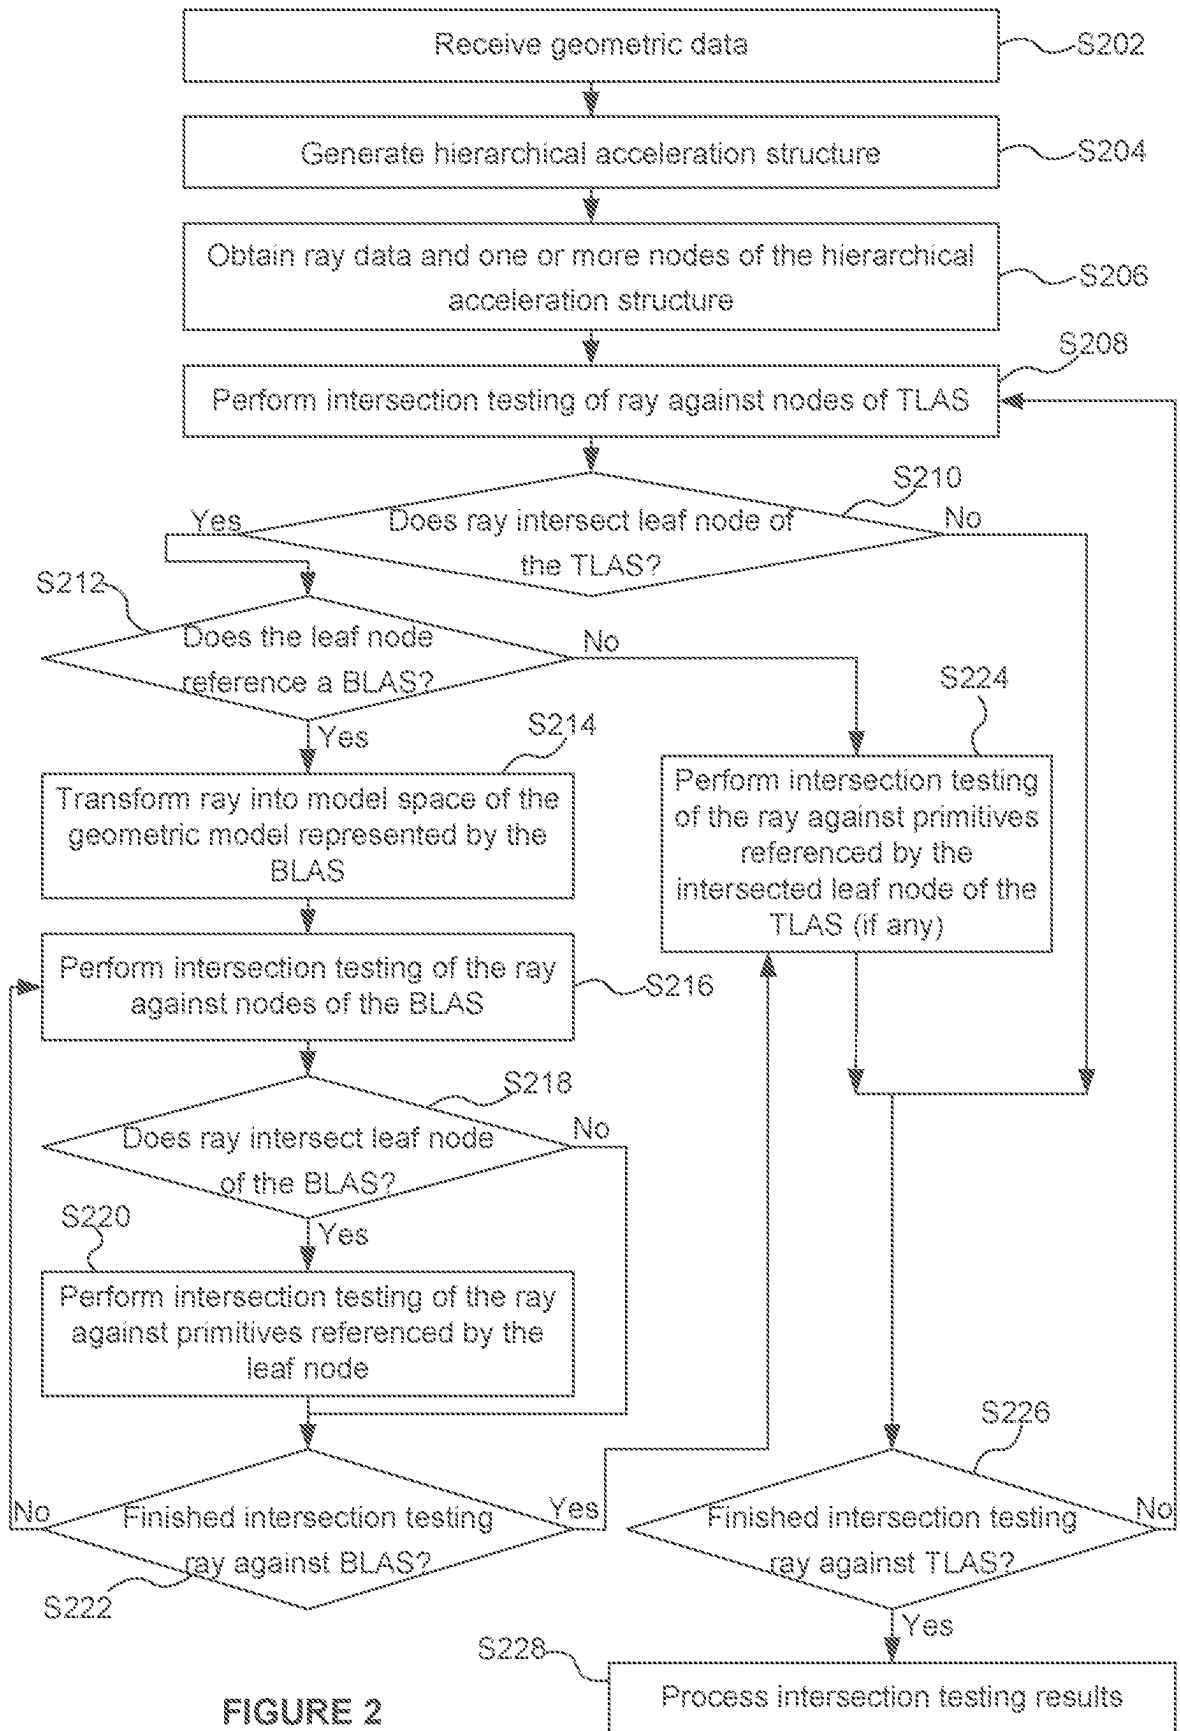 Receive geometric data
S202
Generate hierarchical acceleration structure
S204
Obtain ray data and one or more nodes of the hierarchical
acceleration structure
S206
S208
Perform intersection testing of ray against nodes of TLAS
S210
Yes
Does ray intersect leaf node of
the TLAS?
No
S212
Does the leaf node
reference a BLAS?
No
Yes
S214
S224
Transform ray into model space of the
geometric model represented by the
BLAS
Perform intersection testing
of the ray against primitives
referenced by the
intersected leaf node of the
TLAS (if any)
Perform intersection testing of the ray
against nodes of the BLAS
S216
S218
Does ray intersect leaf node
of the BLAS?
No
S220
Yes
Perform intersection testing of the ray
against primitives referenced by the
leaf node
S226
No
Finished intersection testing
ray against BLAS?
Yes
S222
Finished intersection testing
ray against TLAS?
No
Yes
S228
Process intersection testing results
FIGURE 2